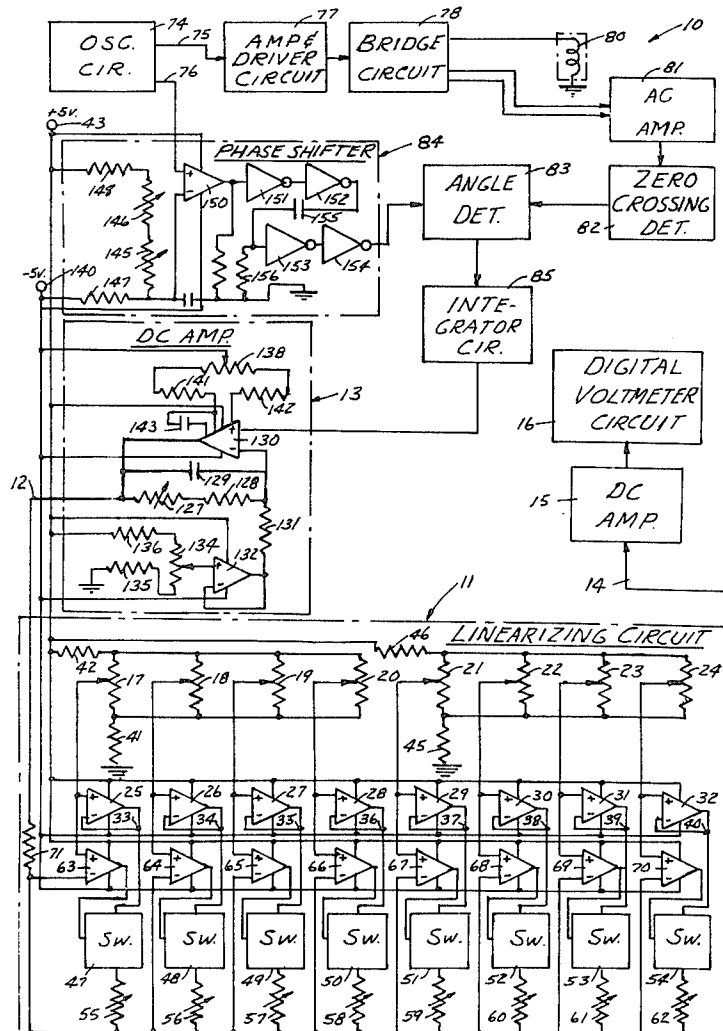 74
OSC.
CIR.
75
76
77
AMP &
DRIVER
CIRCUIT
78
BRIDGE
CIRCUIT
80
10
81
AC
AMP.
+5V.
43
PHASE SHIFTER
84
148
146
145
147
-5V.
140
150
151
152
155
153
154
156
83
ANGLE
DET.
ZERO
CROSSING
DET.
82
85
INTE-
GRATOR
CIR.
DC AMP.
138
141
142
13
143
130
129
128
127
131
12
136
134
132
135
DIGITAL
VOLTMETER
CIRCUIT
16
15
DC
AMP.
14
11
LINEARIZING CIRCUIT
42
46
17
18
19
20
21
22
23
24
41
45
25
26
27
28
29
30
31
32
33
34
35
36
37
38
39
40
71
63
64
65
66
67
68
69
70
SW.
SW.
SW.
SW.
SW.
SW.
SW.
SW.
47
48
49
50
51
52
53
54
55
56
57
58
59
60
61
62